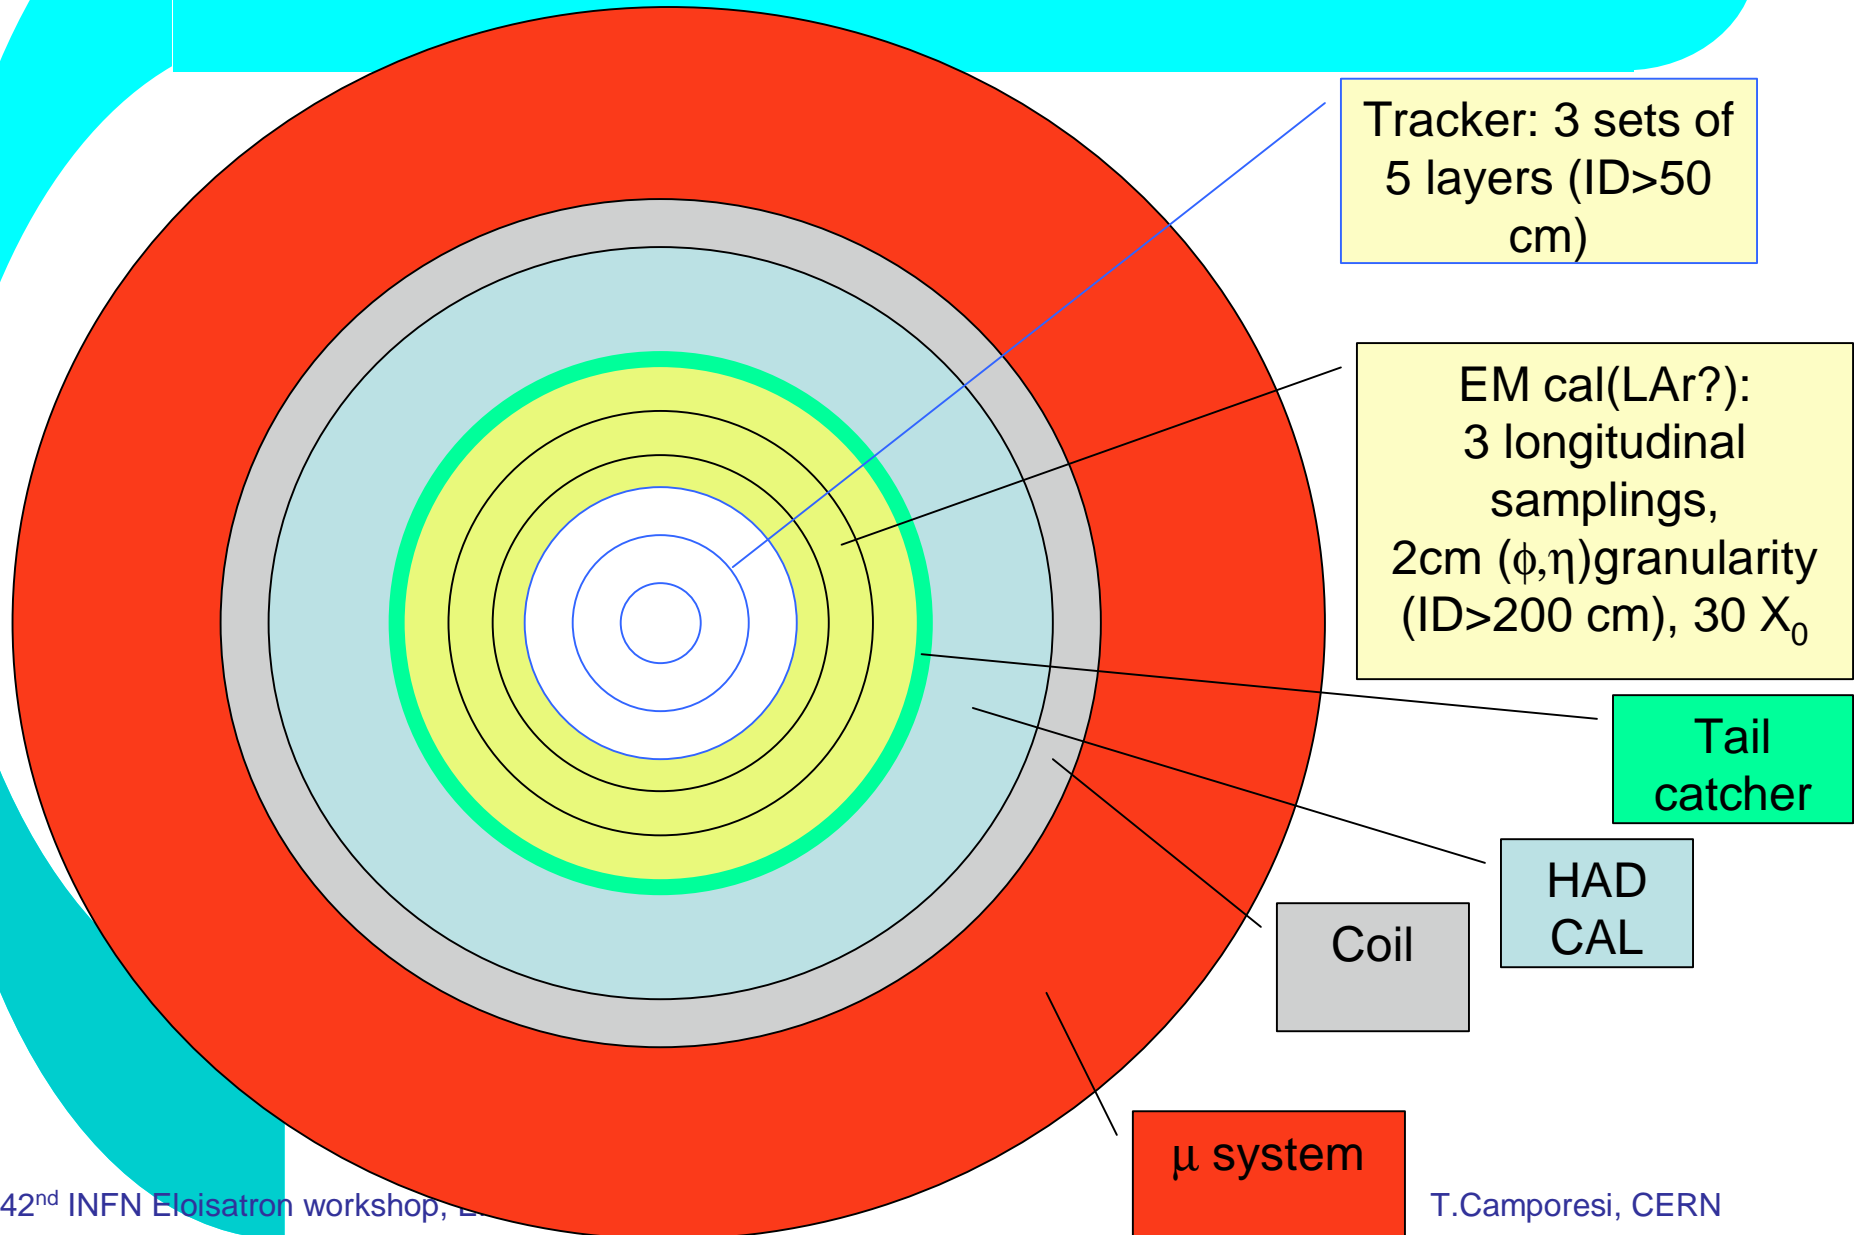 Tracker: 3 sets of
5 layers (ID>50
cm)
EM cal(LAr?):
3 longitudinal
samplings,
2cm (ϕ,η)granularity
(ID>200 cm), 30 X₀
Tail
catcher
HAD
CAL
Coil
μ system
42ⁿᵈ INFN Eloisatron workshop,
T.Camporesi, CERN